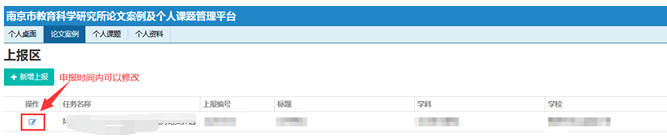 南京市教育科学研究所论文案例及个人课题管理平台
个人桌面 论文案例 个人课题 个人资料
上报区
+ 新增上报 申报时间内可以修改
操作 任务名称 上报编号 标题 学科 学校